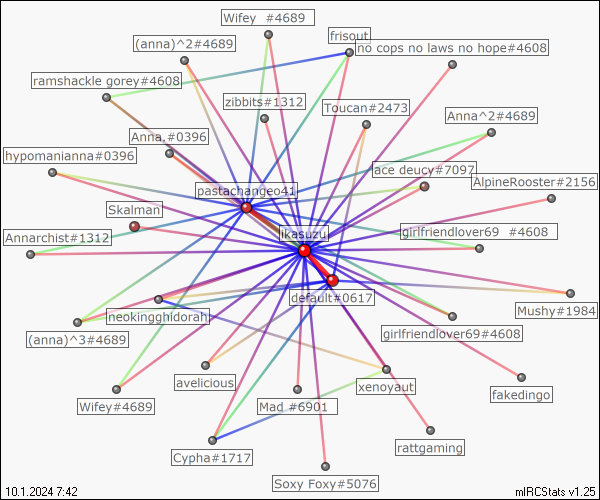 Wifey #4689
frisout
(anna)^2#4689
no cops no laws no hope#4608
ramshackle gorey#4608
zibbits#1312
Toucan#2473
Anna^2#4689
Anna.#0396
hypomanianna#0396
ace deucy#7097
AlpineRooster#2156
pastachangeo41
Skalman
Annarchist#1312
ikasuzu
girlfriendlover69 #4608
default#0617
neokingghidorah
Mushy#1984
(anna)^3#4689
girlfriendlover69#4608
avelicious
xenoyaut
fakedingo
Wifey#4689
Mad #6901
rattgaming
Cypha#1717
Soxy Foxy#5076
10.1.2024 7:42
mIRCStats v1.25